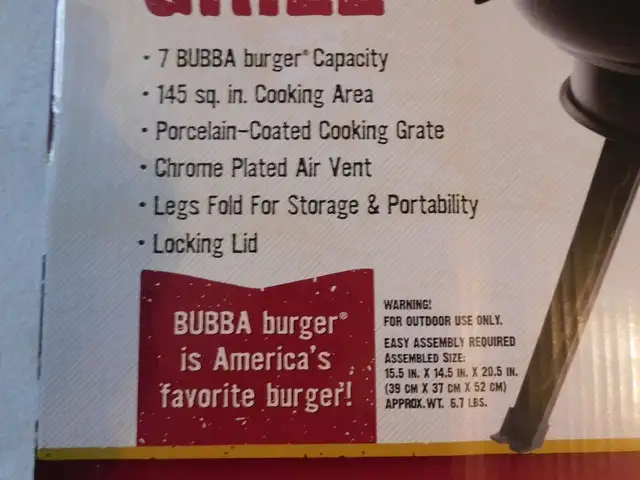 GRILL
• 7 BUBBA burger® Capacity
• 145 sq. in. Cooking Area
• Porcelain-Coated Cooking Grate
• Chrome Plated Air Vent
• Legs Fold For Storage & Portability
• Locking Lid
BUBBA burger®
is America's
favorite burger!
WARNING!
FOR OUTDOOR USE ONLY.
EASY ASSEMBLY REQUIRED
ASSEMBLED SIZE:
15.5 IN. X 14.5 IN. X 20.5 IN.
(39 CM X 37 CM X 52 CM)
APPROX. WT. 6.7 LBS.